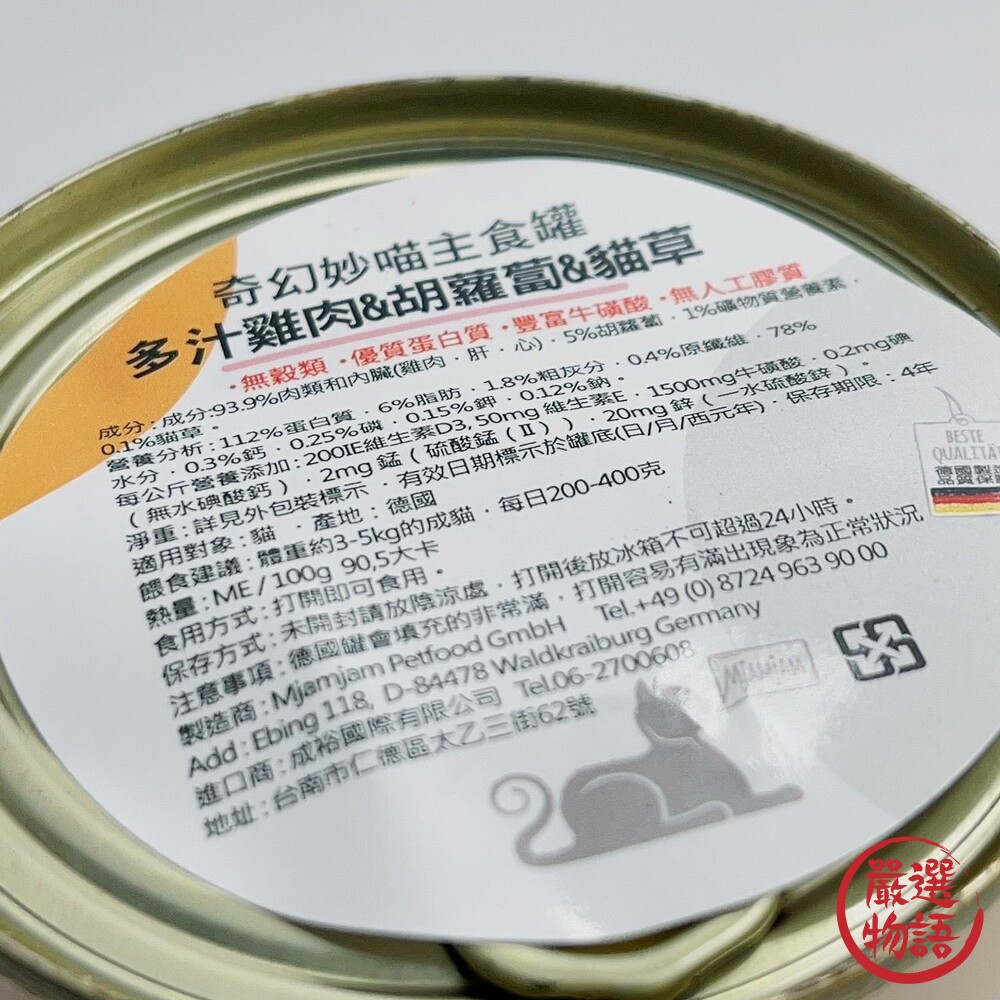 奇幻妙喵主食罐
多汁雞肉&胡蘿蔔&貓草
·無穀類·優質蛋白質·豐富牛磺酸·無人工膠質
成分：成分:93.9%肉類和內臟(雞肉．肝．心)．5%胡蘿蔔．1%礦物質營養素．
0.1%貓草。
營養分析：112%蛋白質．6%脂肪．1.8%粗灰分．0.4%原纖維．78%
水分．0.3%鈣．0.25%磷．0.15%鉀．0.12%鈉。
每公斤營養添加：200IE維生素D3, 50mg 維生素E．1500mg牛磺酸．0.2mg碘
（無水碘酸鈣）．2mg 錳（硫酸錳（II））．20mg 鋅（一水硫酸鋅）。
淨重：詳見外包裝標示．有效日期標示於罐底(日/月/西元年)．保存期限：4年
適用對象：貓．產地：德國
餵食建議：體重約3-5kg的成貓．每日200-400克
熱量：ME / 100g 90,5大卡
食用方式：打開即可食用。
保存方式：未開封請放陰涼處．打開後放冰箱不可超過24小時。
注意事項：德國罐會填充的非常滿．打開容易有滿出現象為正常狀況
製造商：Mjamjam Petfood GmbH Tel.+49 (0) 8724 963 90 00
Add : Ebing 118, D-84478 Waldkraiburg Germany
進口商：成裕國際有限公司 Tel.06-2700608
地址：台南市仁德區太乙三街62號
BESTE
QUALITÄT
德國製造
品質保證
MJAMJAM
嚴選
物語